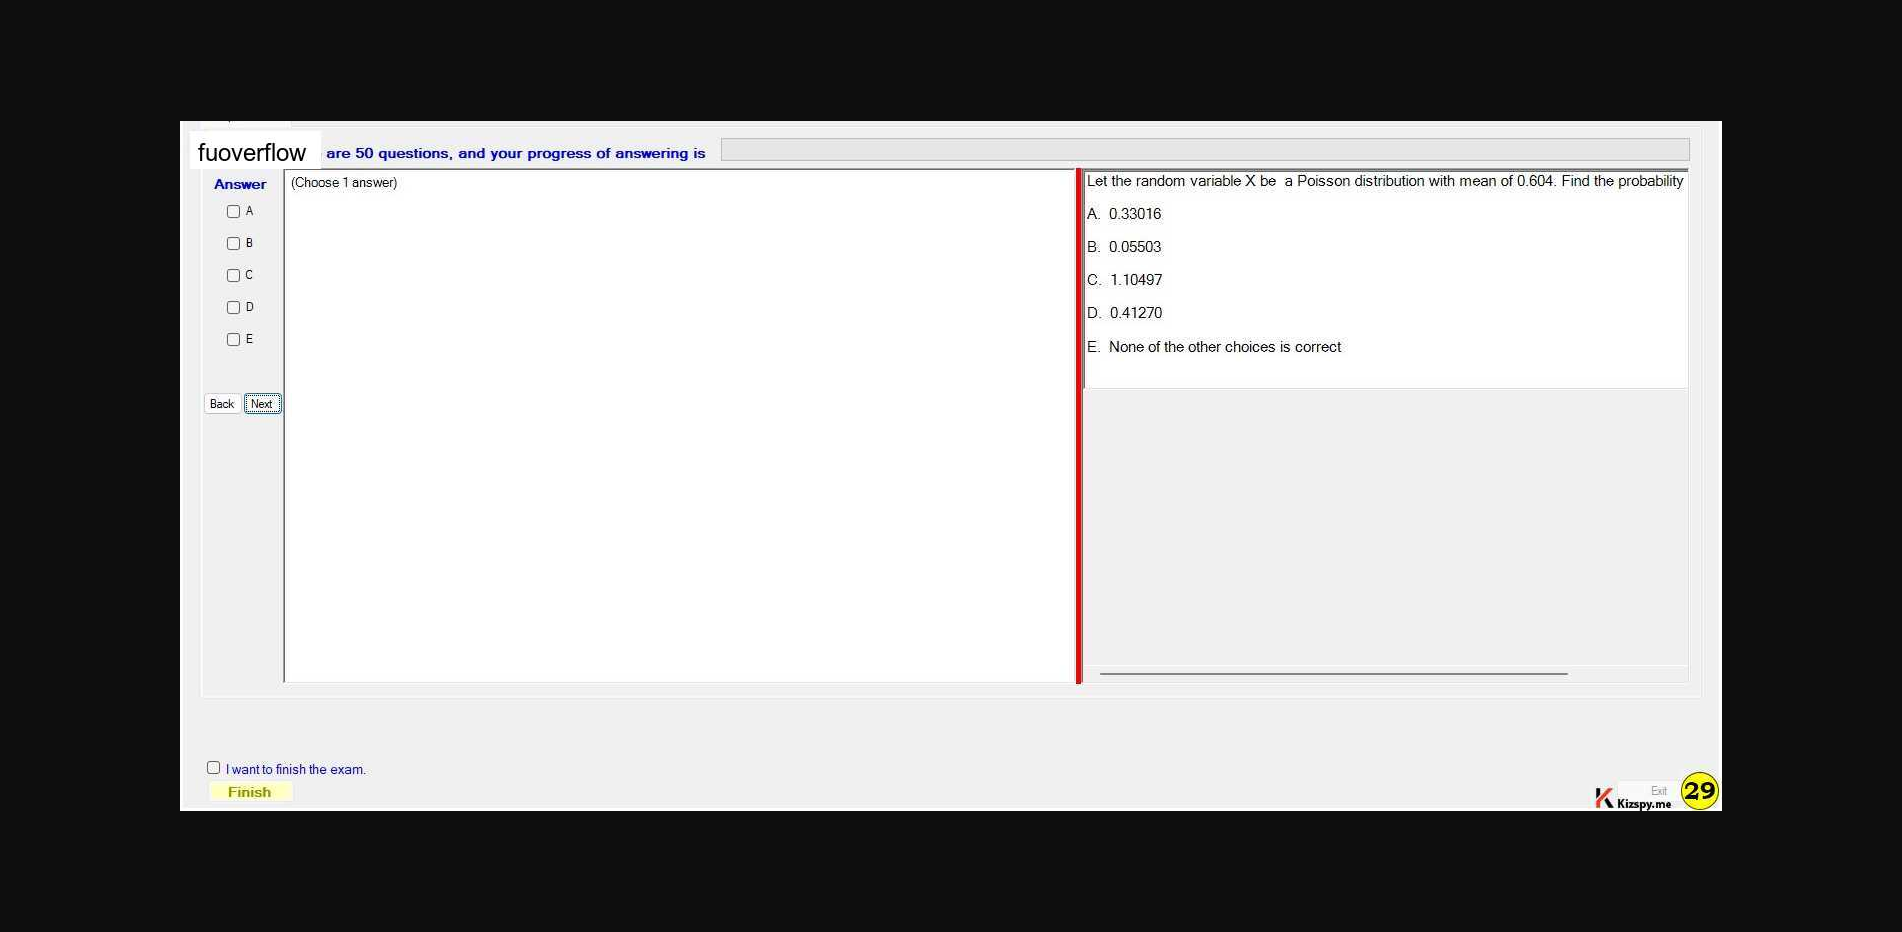 fuoverflow are 50 questions, and your progress of answering is
Answer
A
B
C
D
E
Back Next
(Choose 1 answer)
Let the random variable X be a Poisson distribution with mean of 0.604. Find the probability
A. 0.33016
B. 0.05503
C. 1.10497
D. 0.41270
E. None of the other choices is correct
I want to finish the exam.
Finish
Exit
Kizspy.me
29